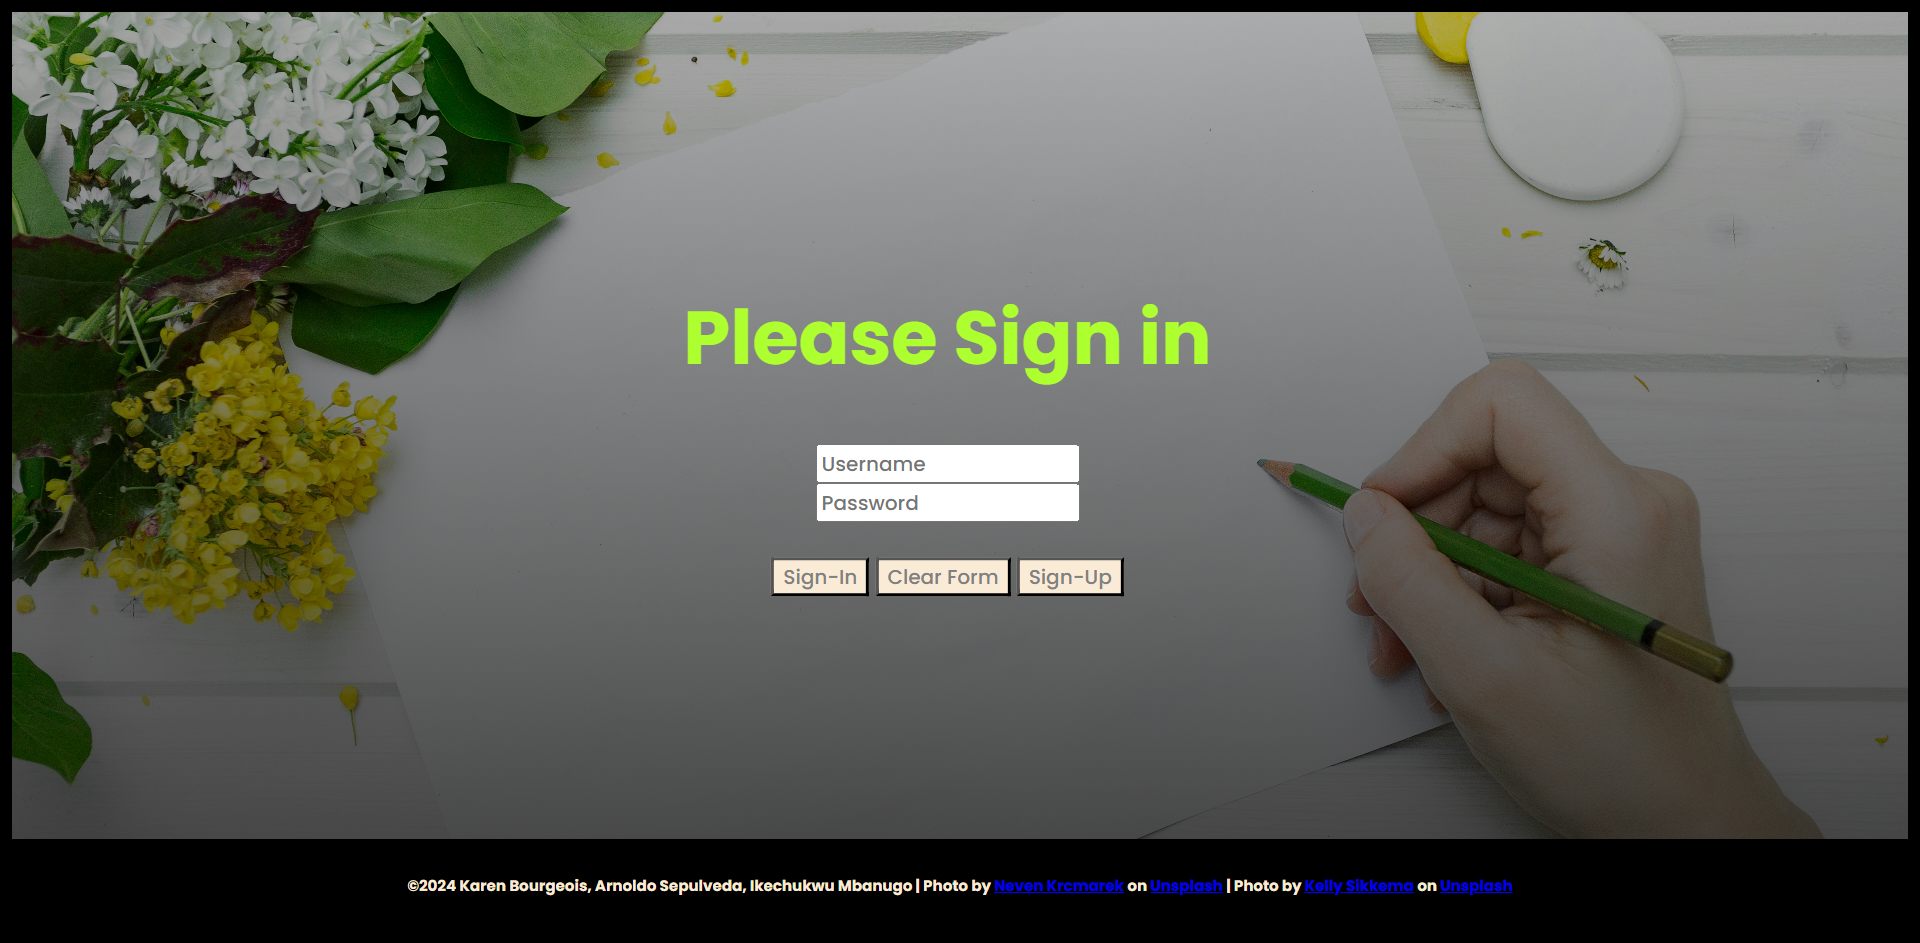 Please Sign in
Username
Password
Sign-In Clear Form Sign-Up
©2024 Karen Bourgeois, Arnoldo Sepulveda, Ikechukwu Mbanugo | Photo by Neven Krcmarek on Unsplash | Photo by Kelly Sikkema on Unsplash